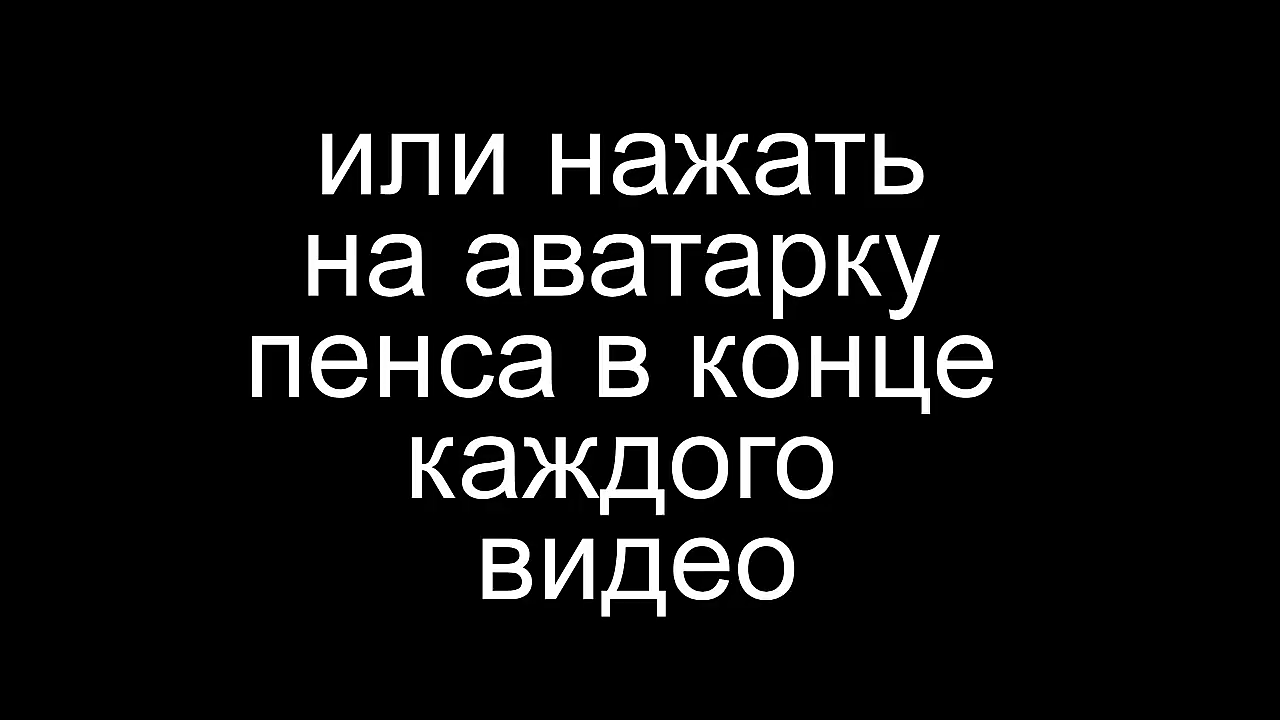 или нажать
на аватарку
пенса в конце
каждого
видео